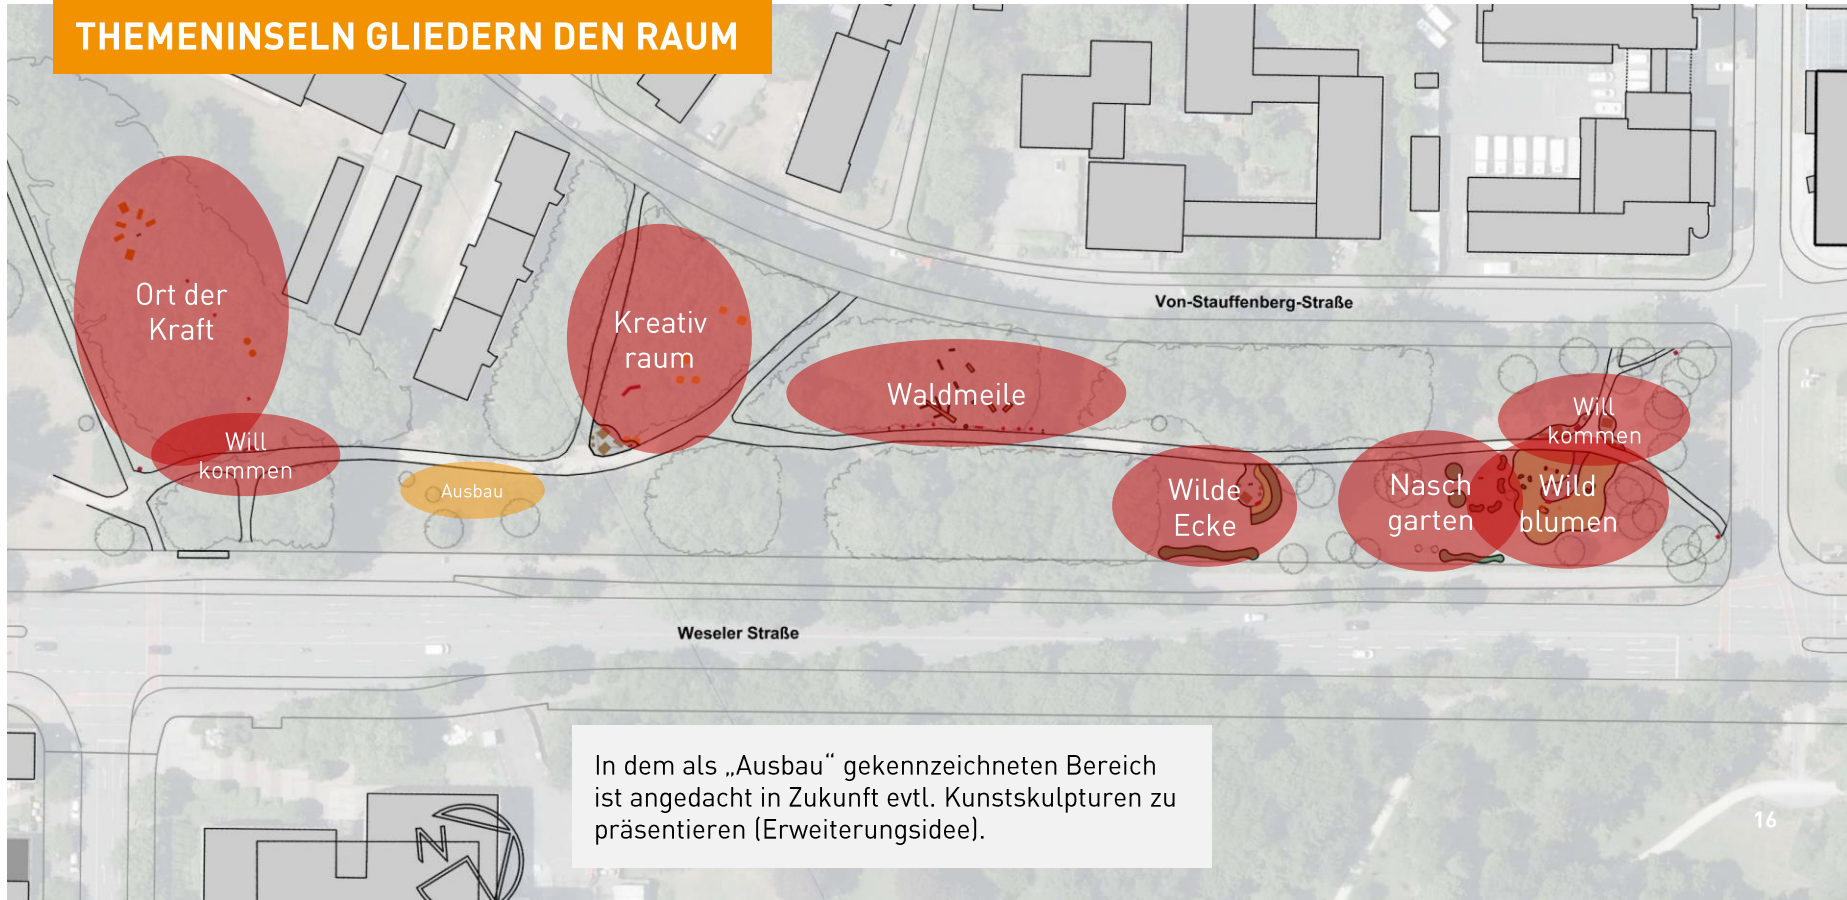 THEMENINSELN GLIEDERN DEN RAUM
Von-Stauffenberg-Straße
Ort der
Kraft
Kreativ
raum
Waldmeile
Will
kommen
Will
kommen
Ausbau
Wilde
Ecke
Nasch
garten
Wild
blumen
Weseler Straße
In dem als „Ausbau“ gekennzeichneten Bereich
ist angedacht in Zukunft evtl. Kunstskulpturen zu
präsentieren (Erweiterungsidee).
16
N